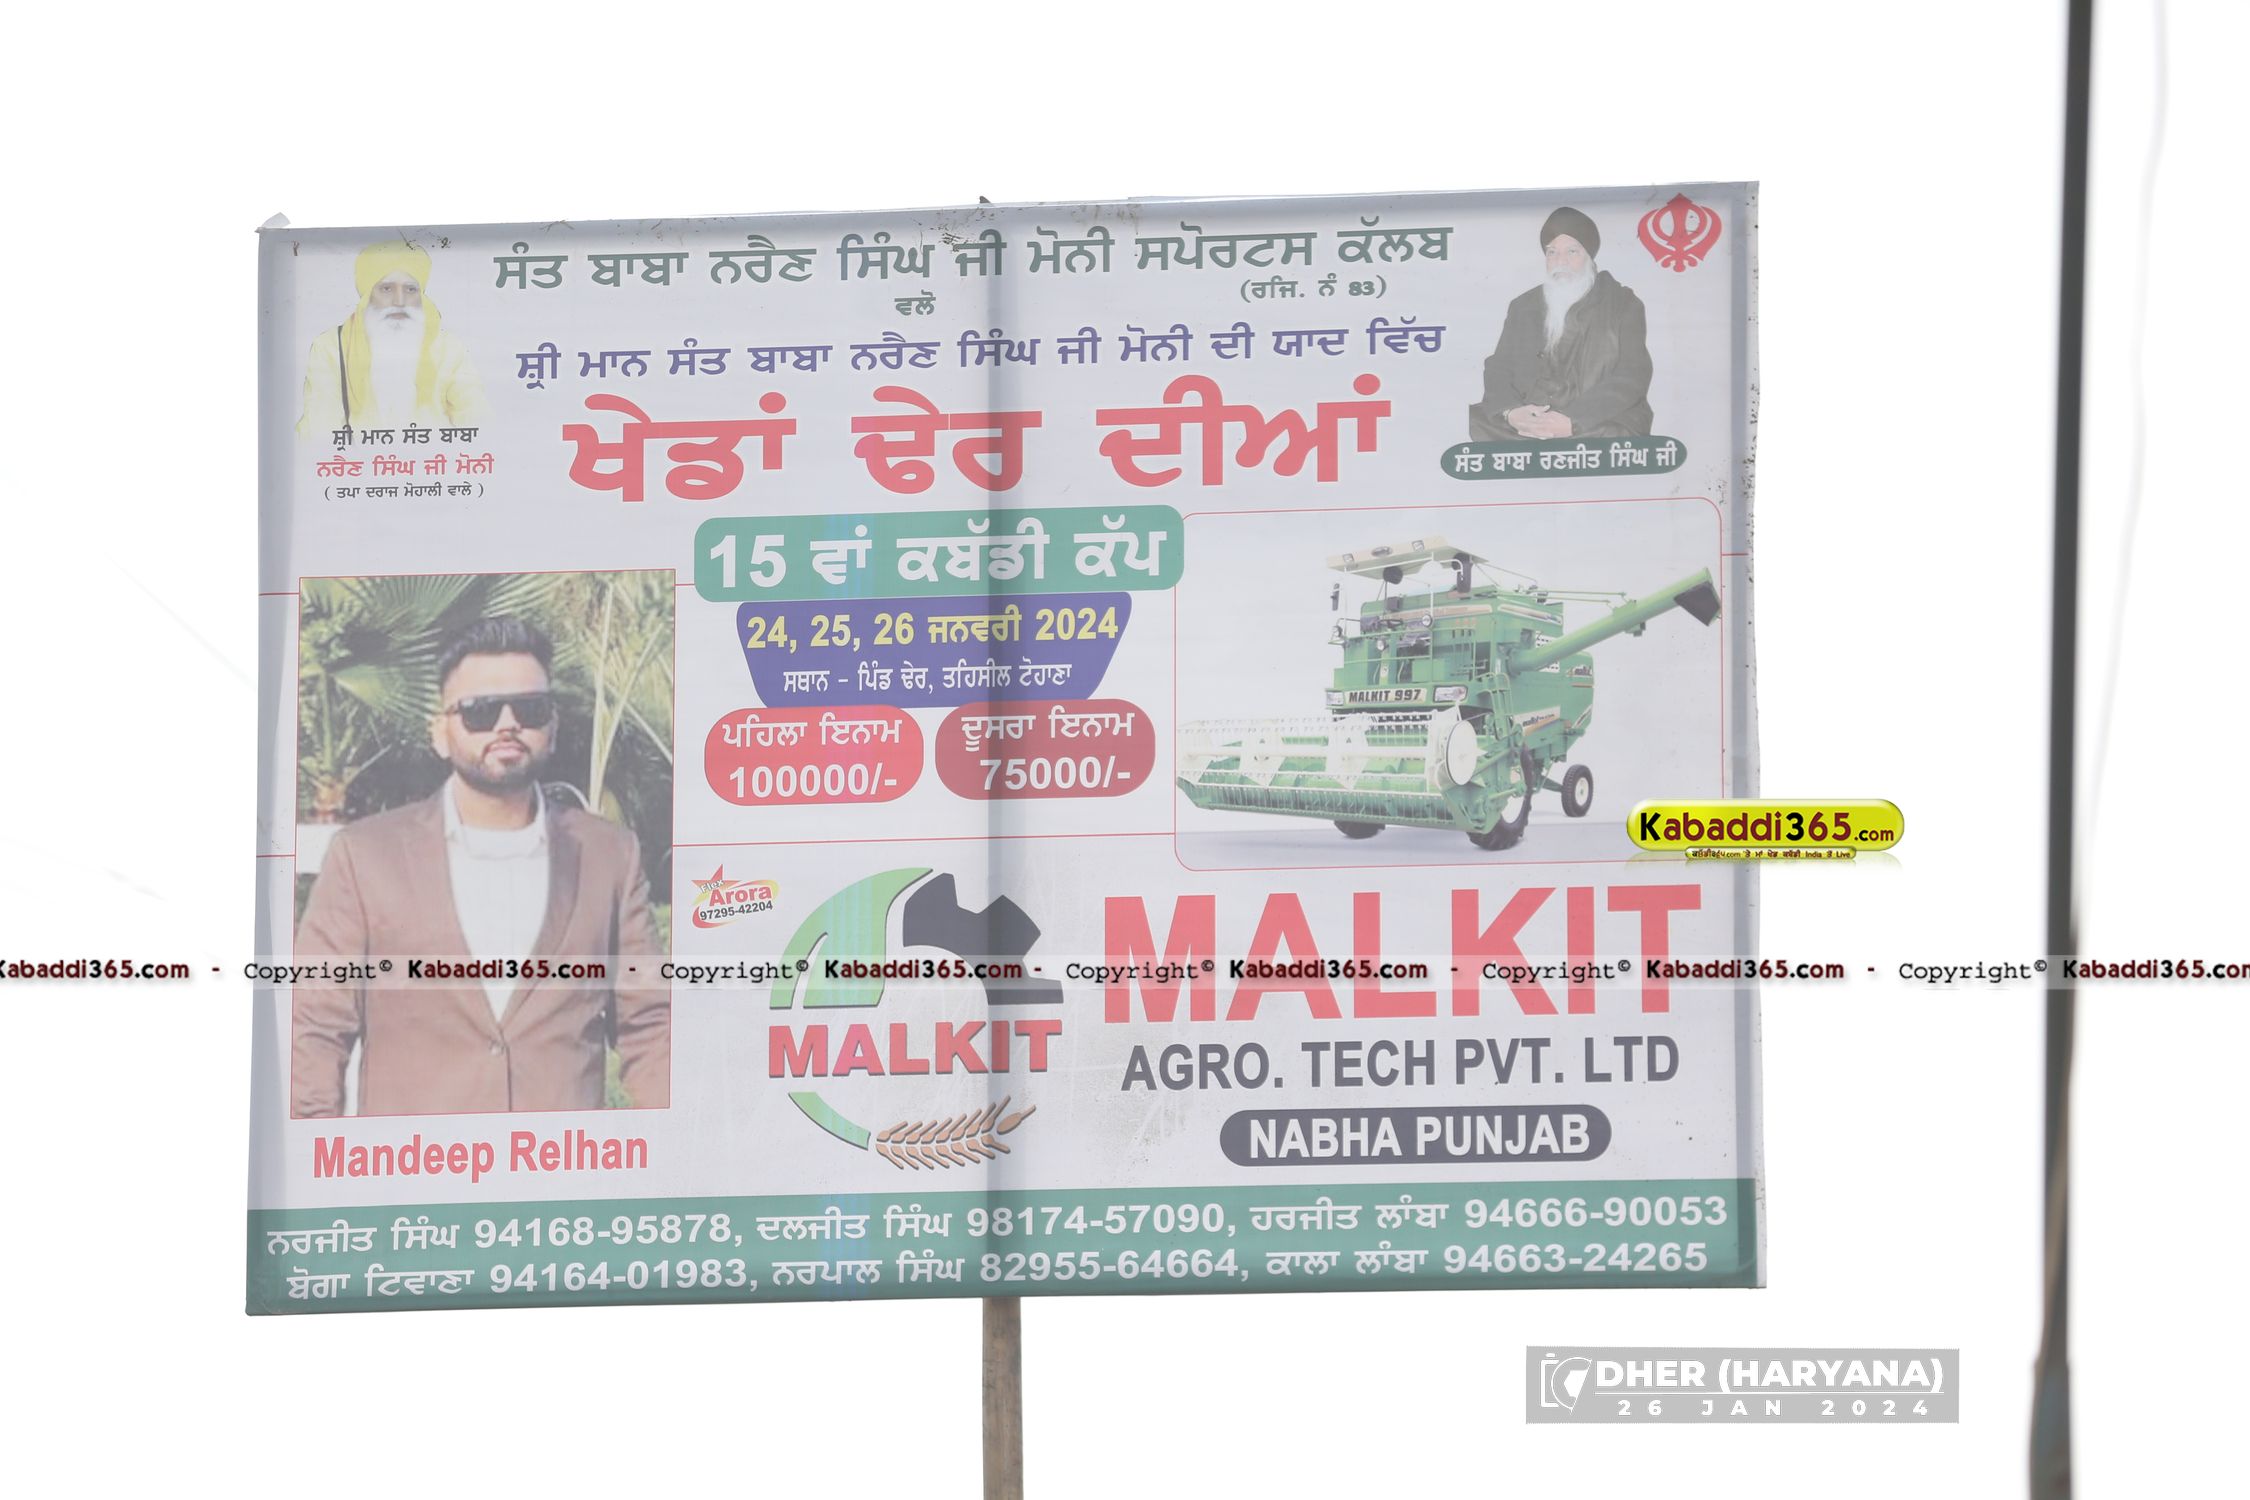 ਸੰਤ ਬਾਬਾ ਨਰੈਣ ਸਿੰਘ ਜੀ ਮੋਨੀ ਸਪੋਰਟਸ ਕੱਲਬ
(ਰਜਿ. ਨੰ 83)
ਵਲੋ
ਸ਼੍ਰੀ ਮਾਨ ਸੰਤ ਬਾਬਾ ਨਰੈਣ ਸਿੰਘ ਜੀ ਮੋਨੀ ਦੀ ਯਾਦ ਵਿੱਚ
ਖੇਡਾਂ ਢੇਰ ਦੀਆਂ
ਸ਼੍ਰੀ ਮਾਨ ਸੰਤ ਬਾਬਾ
ਨਰੈਣ ਸਿੰਘ ਜੀ ਮੋਨੀ
( ਤਪਾ ਦਰਾਜ ਮੋਹਾਲੀ ਵਾਲੇ )
ਸੰਤ ਬਾਬਾ ਰਣਜੀਤ ਸਿੰਘ ਜੀ
15 ਵਾਂ ਕਬੱਡੀ ਕੱਪ
24, 25, 26 ਜਨਵਰੀ 2024
ਸਥਾਨ - ਪਿੰਡ ਢੇਰ, ਤਹਿਸੀਲ ਟੋਹਾਣਾ
ਪਹਿਲਾ ਇਨਾਮ
100000/-
ਦੂਸਰਾ ਇਨਾਮ
75000/-
MALKIT 997
Kabaddi365.com
Flex
Arora
97295-42204
MALKIT
MALKIT
AGRO. TECH PVT. LTD
NABHA PUNJAB
Mandeep Relhan
Kabaddi365.com - Copyright© Kabaddi365.com - Copyright© Kabaddi365.com - Copyright© Kabaddi365.com - Copyright© Kabaddi365.com - Copyright© Kabaddi365.com
ਨਰਜੀਤ ਸਿੰਘ 94168-95878, ਦਲਜੀਤ ਸਿੰਘ 98174-57090, ਹਰਜੀਤ ਲਾਂਬਾ 94666-90053
ਬੋਗਾ ਟਿਵਾਣਾ 94164-01983, ਨਰਪਾਲ ਸਿੰਘ 82955-64664, ਕਾਲਾ ਲਾਂਬਾ 94663-24265
DHER (HARYANA)
26 JAN 2024